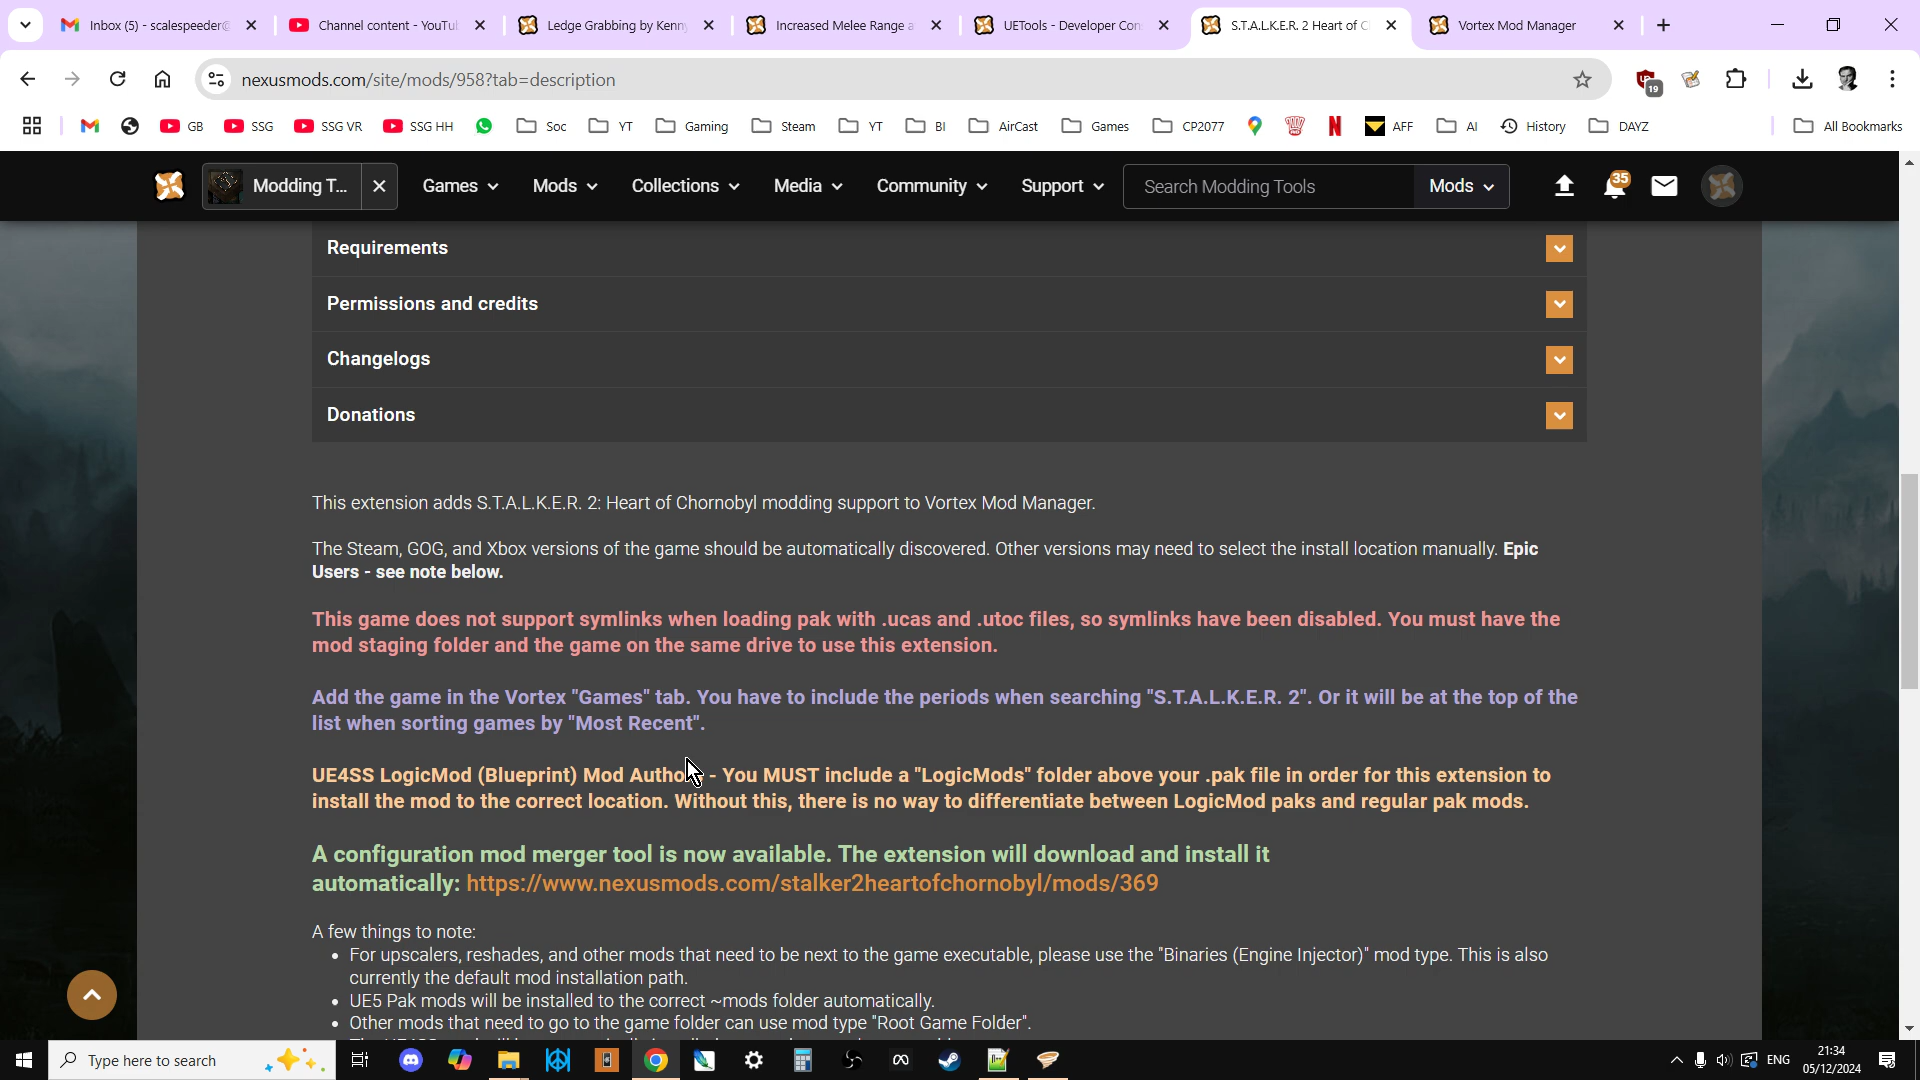 Inbox (5) - scalespeeder@
Channel content - YouTu
Ledge Grabbing by Kenny
Increased Melee Range a
UETools - Developer Con
S.T.A.L.K.E.R. 2 Heart of C
Vortex Mod Manager
nexusmods.com/site/mods/958?tab=description
19
GB
SSG
SSG VR
SSG HH
Soc
YT
Gaming
Steam
YT
BI
AirCast
Games
CP2077
AFF
AI
History
DAYZ
All Bookmarks
Modding T...
Games
Mods
Collections
Media
Community
Support
Search Modding Tools
Mods
35
Requirements
Permissions and credits
Changelogs
Donations
This extension adds S.T.A.L.K.E.R. 2: Heart of Chornobyl modding support to Vortex Mod Manager.
The Steam, GOG, and Xbox versions of the game should be automatically discovered. Other versions may need to select the install location manually. Epic
Users - see note below.
This game does not support symlinks when loading pak with .ucas and .utoc files, so symlinks have been disabled. You must have the
mod staging folder and the game on the same drive to use this extension.
Add the game in the Vortex "Games" tab. You have to include the periods when searching "S.T.A.L.K.E.R. 2". Or it will be at the top of the
list when sorting games by "Most Recent".
UE4SS LogicMod (Blueprint) Mod Autho - You MUST include a "LogicMods" folder above your .pak file in order for this extension to
install the mod to the correct location. Without this, there is no way to differentiate between LogicMod paks and regular pak mods.
A configuration mod merger tool is now available. The extension will download and install it
automatically: https://www.nexusmods.com/stalker2heartofchornobyl/mods/369
A few things to note:
• For upscalers, reshades, and other mods that need to be next to the game executable, please use the "Binaries (Engine Injector)" mod type. This is also
currently the default mod installation path.
• UE5 Pak mods will be installed to the correct ~mods folder automatically.
• Other mods that need to go to the game folder can use mod type "Root Game Folder".
Type here to search
ENG
21:34
05/12/2024